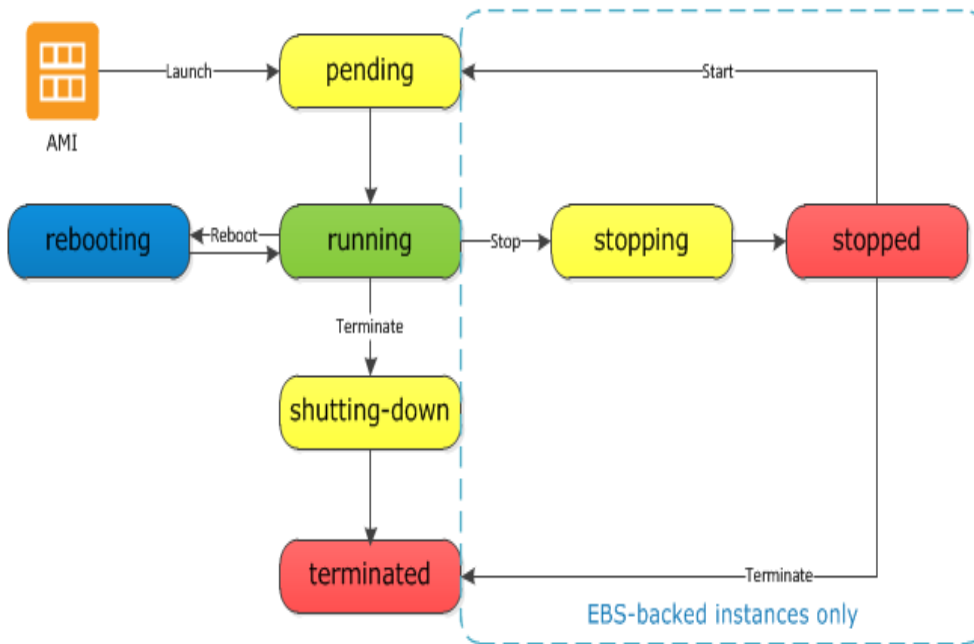 pending
Launch
Start
AMI
rebooting
Reboot
running
Stop
stopping
stopped
Terminate
shutting-down
terminated
Terminate
EBS-backed instances only